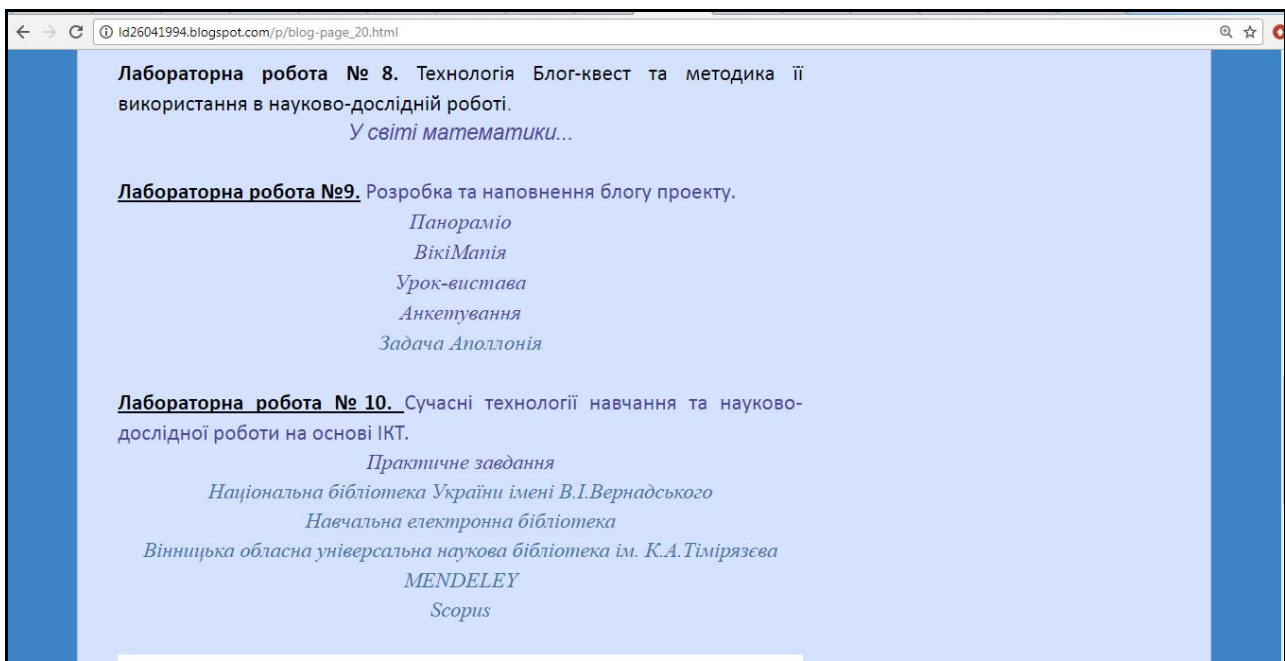 ld26041994.blogspot.com/p/blog-page_20.html
Лабораторна робота № 8. Технологія Блог-квест та методика її
використання в науково-дослідній роботі.
У світі математики...
Лабораторна робота №9. Розробка та наповнення блогу проекту.
Панораміо
ВікіМапія
Урок-вистава
Анкетування
Задача Аполлонія
Лабораторна робота № 10. Сучасні технології навчання та науково-
дослідної роботи на основі ІКТ.
Практичне завдання
Національна бібліотека України імені В.І.Вернадського
Навчальна електронна бібліотека
Вінницька обласна універсальна наукова бібліотека ім. К.А.Тімірязєва
MENDELEY
Scopus